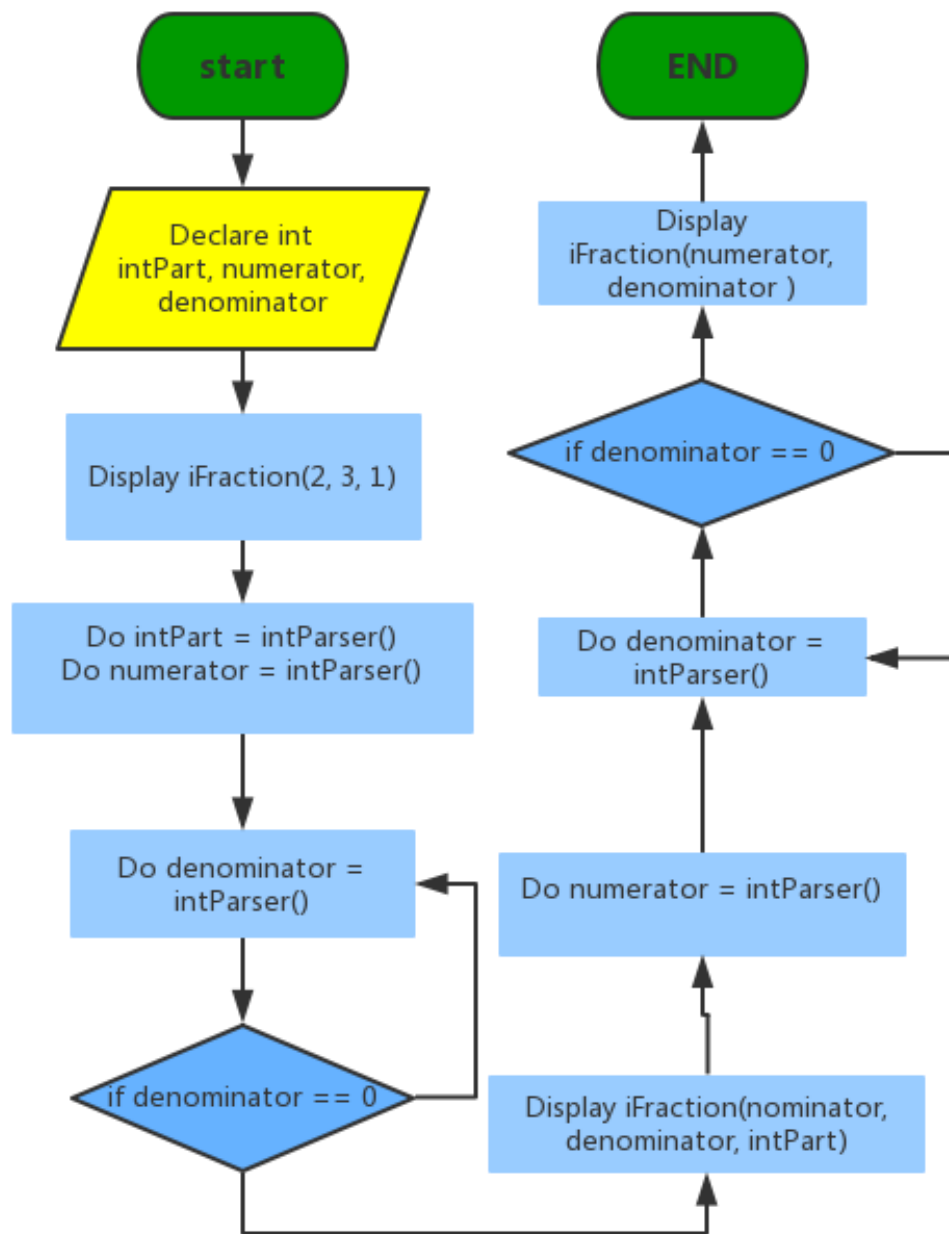 start
Declare int
intPart, numerator,
denominator
Display iFraction(2, 3, 1)
Do intPart = intParser()
Do numerator = intParser()
Do denominator =
intParser()
if denominator == 0
Display iFraction(nominator,
denominator, intPart)
Do numerator = intParser()
Do denominator =
intParser()
if denominator == 0
Display
iFraction(numerator,
denominator )
END